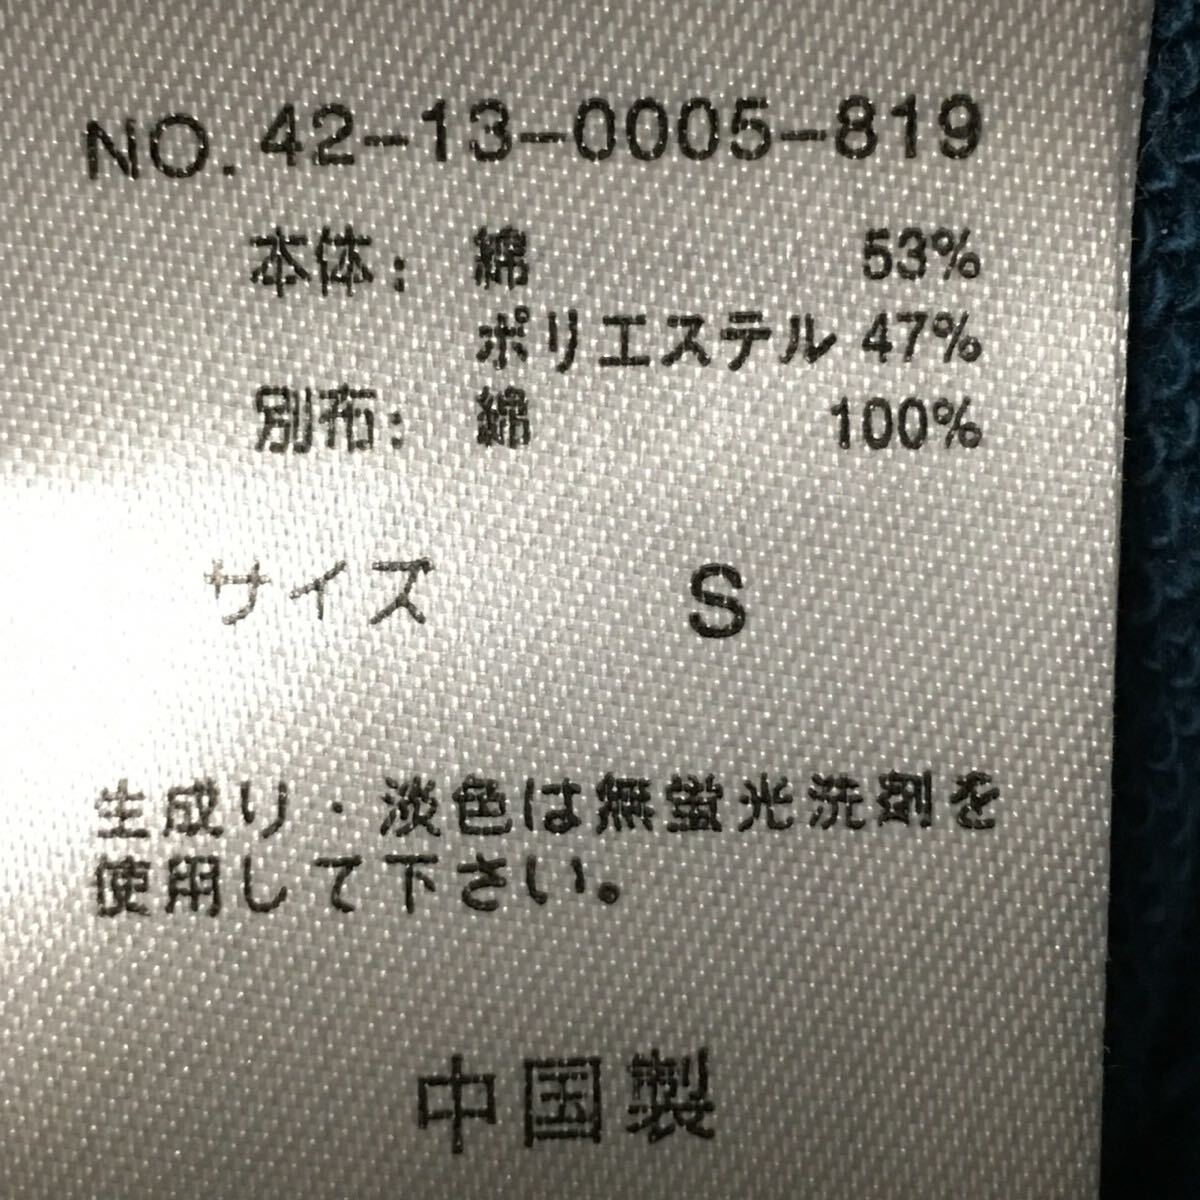 NO. 42-13-0005-819
本体: 綿 53%
ポリエステル 47%
別布: 綿 100%
サイズ S
生成り・淡色は無蛍光洗剤を
使用して下さい。
中国製